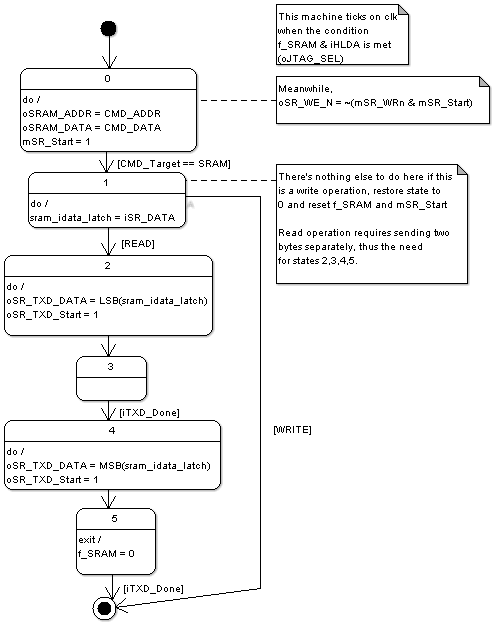 This machine ticks on clk
when the condition
f_SRAM & iHLDA is met
(oJTAG_SEL)
0
do /
oSRAM_ADDR = CMD_ADDR
oSRAM_DATA = CMD_DATA
mSR_Start = 1
Meanwhile,
oSR_WE_N = ~(mSR_WRn & mSR_Start)
[CMD_Target == SRAM]
1
do /
sram_idata_latch = iSR_DATA
There's nothing else to do here if this
is a write operation, restore state to
0 and reset f_SRAM and mSR_Start
Read operation requires sending two
bytes separately, thus the need
for states 2,3,4,5.
[READ]
2
do /
oSR_TXD_DATA = LSB(sram_idata_latch)
oSR_TXD_Start = 1
3
[iTXD_Done]
4
do /
oSR_TXD_DATA = MSB(sram_idata_latch)
oSR_TXD_Start = 1
[WRITE]
5
exit /
f_SRAM = 0
[iTXD_Done]